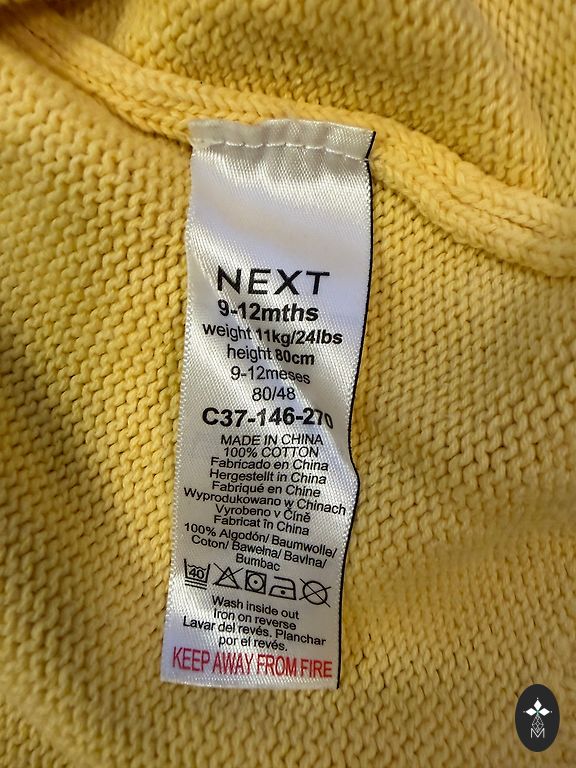 NEXT
9-12mths
weight 11kg/24lbs
height 80cm
9-12meses
80/48
C37-146-270
MADE IN CHINA
100% COTTON
Fabricado en China
Hergestellt in China
Fabriqué en Chine
Wyprodukowano w Chinach
Vyrobeno v Číně
Fabricat în China
100% Algodón/ Baumwolle/
Coton/ Bawełna/ Bavlna/
Bumbac
40
Wash inside out
Iron on reverse
Lavar del revés. Planchar
por el revés.
KEEP AWAY FROM FIRE
M